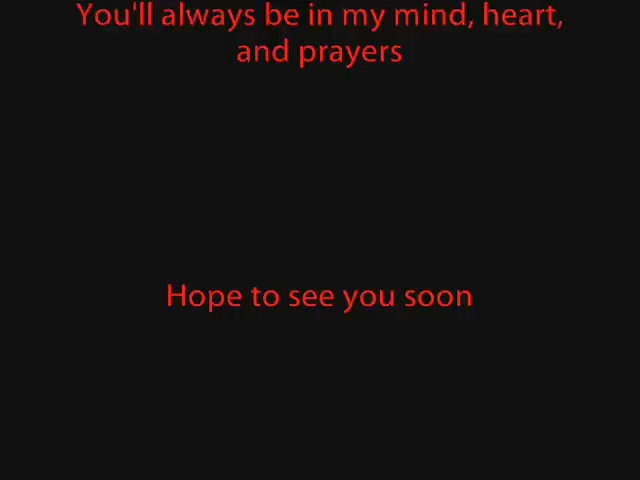 You'll always be in my mind, heart,
and prayers
Hope to see you soon